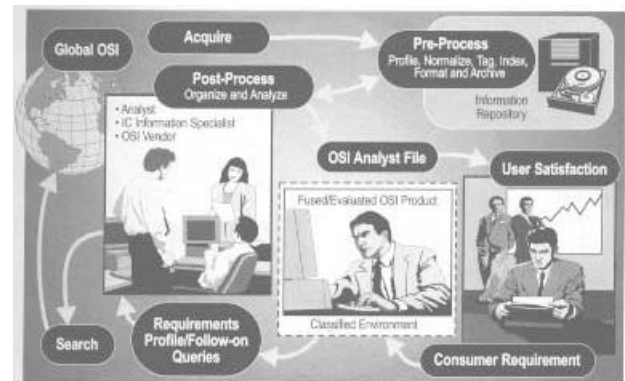 Global OSI
Acquire
Pre-Process
Profile, Normalize, Tag, Index,
Format and Archive
Information
Repository
Post-Process
Organize and Analyze
• Analyst
• IC Information Specialist
• OSI Vendor
OSI Analyst File
User Satisfaction
Fused/Evaluated OSI Product
Classified Environment
Search
Requirements
Profile/Follow-on
Queries
Consumer Requirement